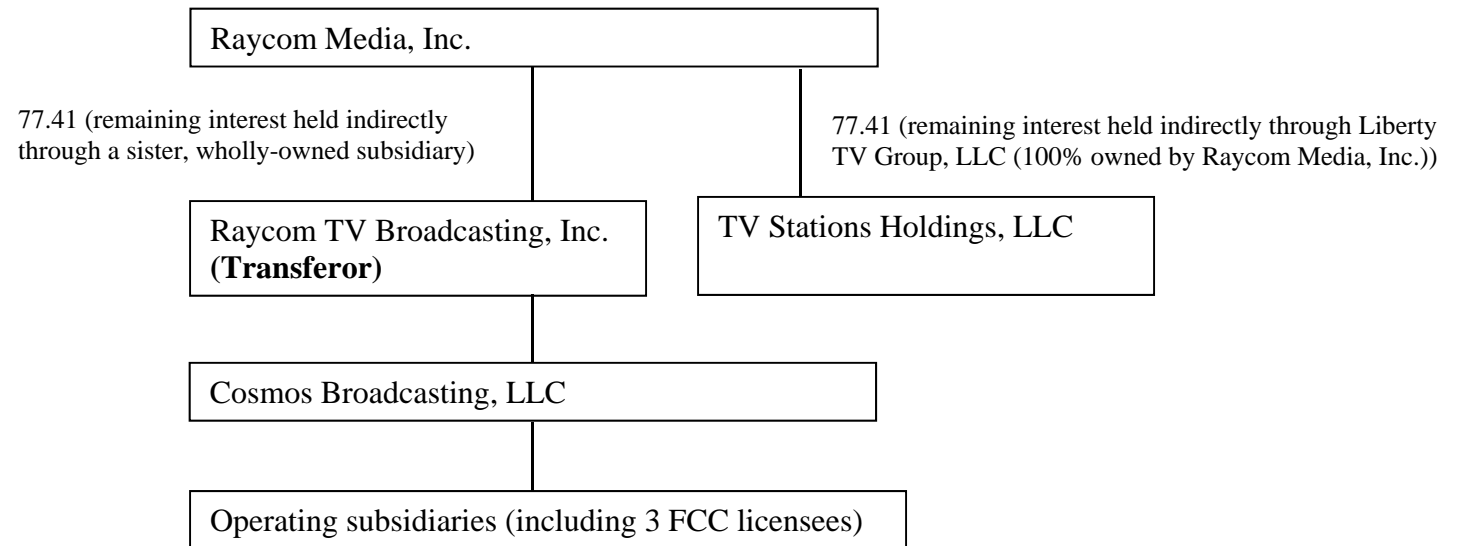 Raycom Media, Inc.
77.41 (remaining interest held indirectly
through a sister, wholly-owned subsidiary)
77.41 (remaining interest held indirectly through Liberty
TV Group, LLC (100% owned by Raycom Media, Inc.))
Raycom TV Broadcasting, Inc.
(Transferor)
TV Stations Holdings, LLC
Cosmos Broadcasting, LLC
Operating subsidiaries (including 3 FCC licensees)